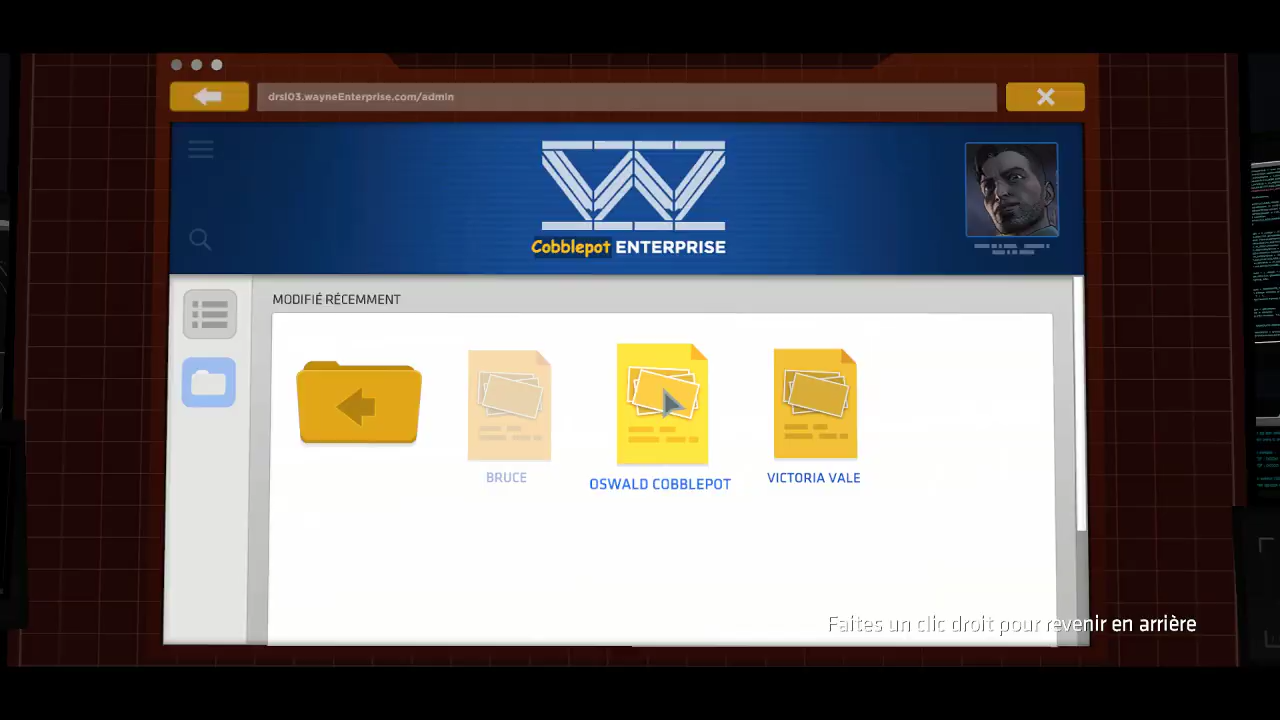 drsl03.wayneEnterprise.com/admin
Cobblepot ENTERPRISE
MODIFIÉ RÉCEMMENT
BRUCE
OSWALD COBBLEPOT
VICTORIA VALE
Faites un clic droit pour revenir en arrière